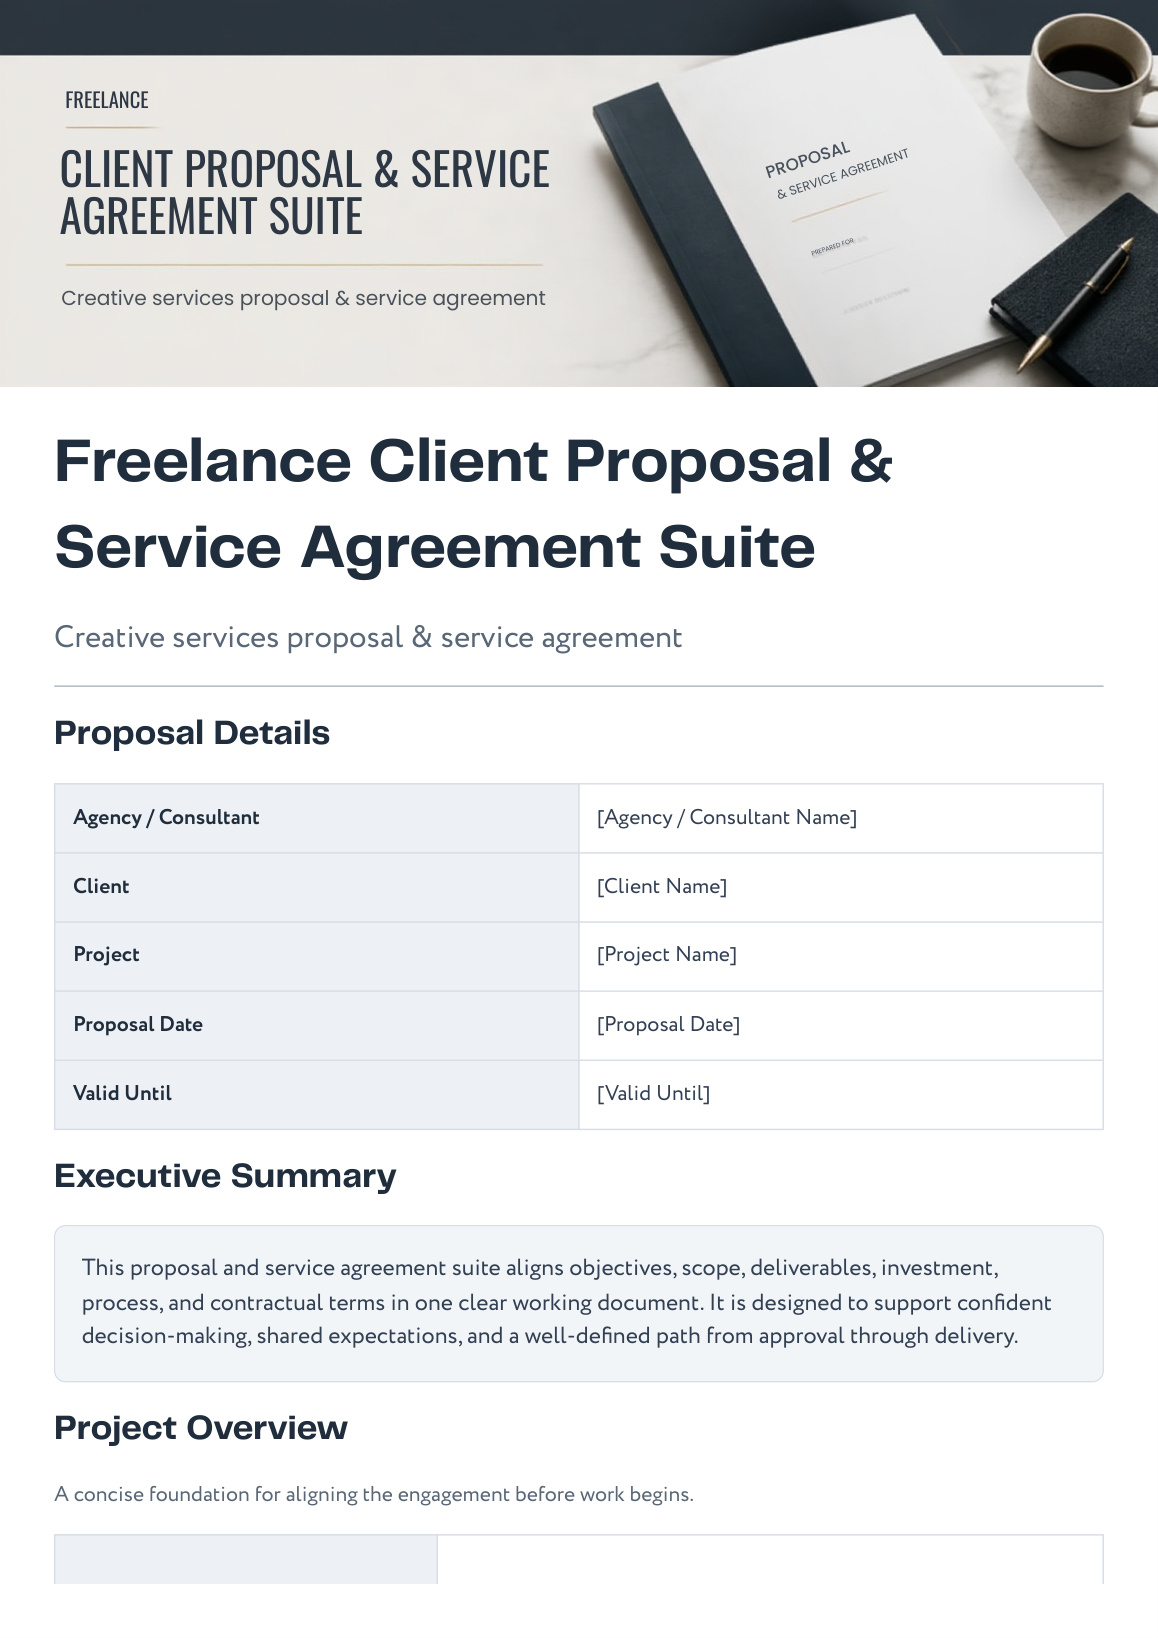 FREELANCE
CLIENT PROPOSAL & SERVICE
AGREEMENT SUITE
Creative services proposal & service agreement
PROPOSAL
& SERVICE AGREEMENT
PREPARED FOR
Freelance Client Proposal &
Service Agreement Suite
Creative services proposal & service agreement
Proposal Details
Agency / Consultant
[Agency / Consultant Name]
Client
[Client Name]
Project
[Project Name]
Proposal Date
[Proposal Date]
Valid Until
[Valid Until]
Executive Summary
This proposal and service agreement suite aligns objectives, scope, deliverables, investment,
process, and contractual terms in one clear working document. It is designed to support confident
decision-making, shared expectations, and a well-defined path from approval through delivery.
Project Overview
A concise foundation for aligning the engagement before work begins.